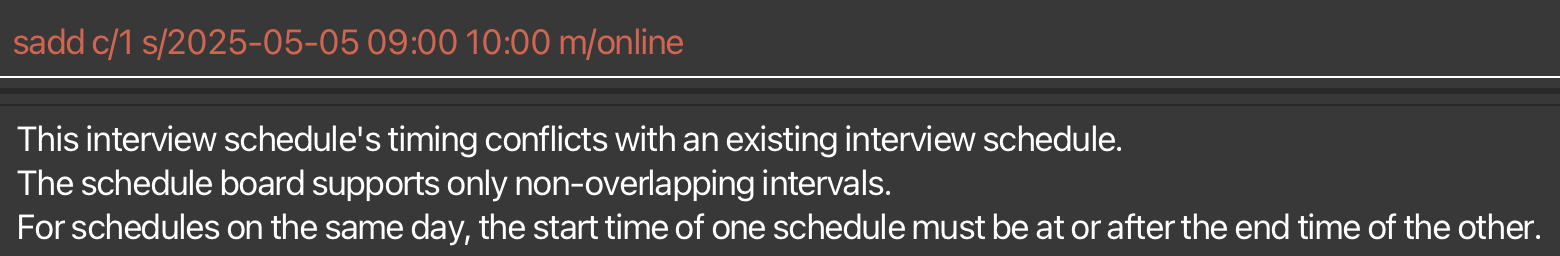 sadd c/1 s/2025-05-05 09:00 10:00 m/online
This interview schedule's timing conflicts with an existing interview schedule.
The schedule board supports only non-overlapping intervals.
For schedules on the same day, the start time of one schedule must be at or after the end time of the other.